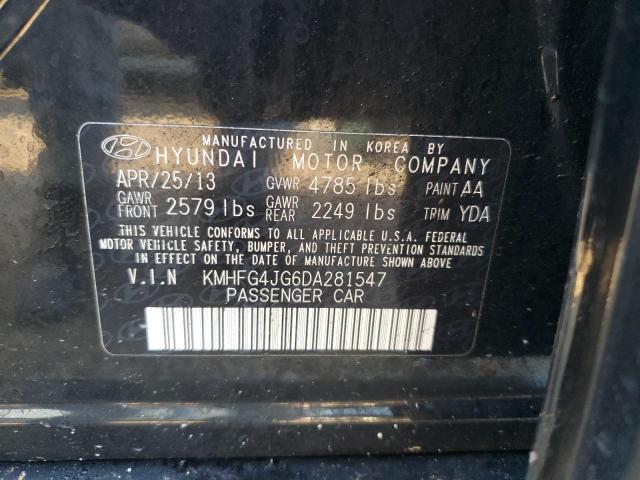 MANUFACTURED IN KOREA BY
HYUNDAI MOTOR COMPANY
APR/25/13 GVWR 4785 lbs PAINT AA
GAWR FRONT 2579 lbs GAWR REAR 2249 lbs TRIM YDA
THIS VEHICLE CONFORMS TO ALL APPLICABLE U.S.A. FEDERAL
MOTOR VEHICLE SAFETY, BUMPER, AND THEFT PREVENTION STANDARDS
IN EFFECT ON THE DATE OF MANUFACTURE SHOWN ABOVE.
V.I.N KMHFG4JG6DA281547
PASSENGER CAR